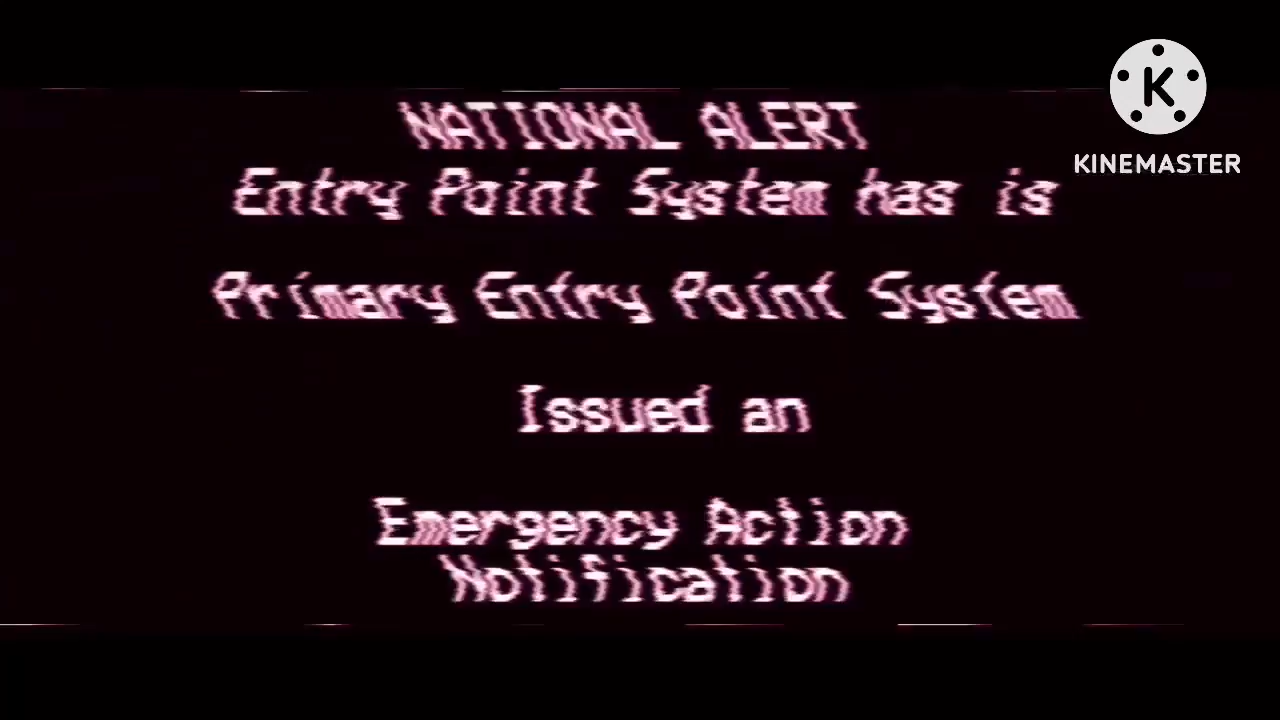 NATIONAL ALERT
Entry Point System has is
Primary Entry Point System
Issued an
Emergency Action
Notification
K
KINEMASTER